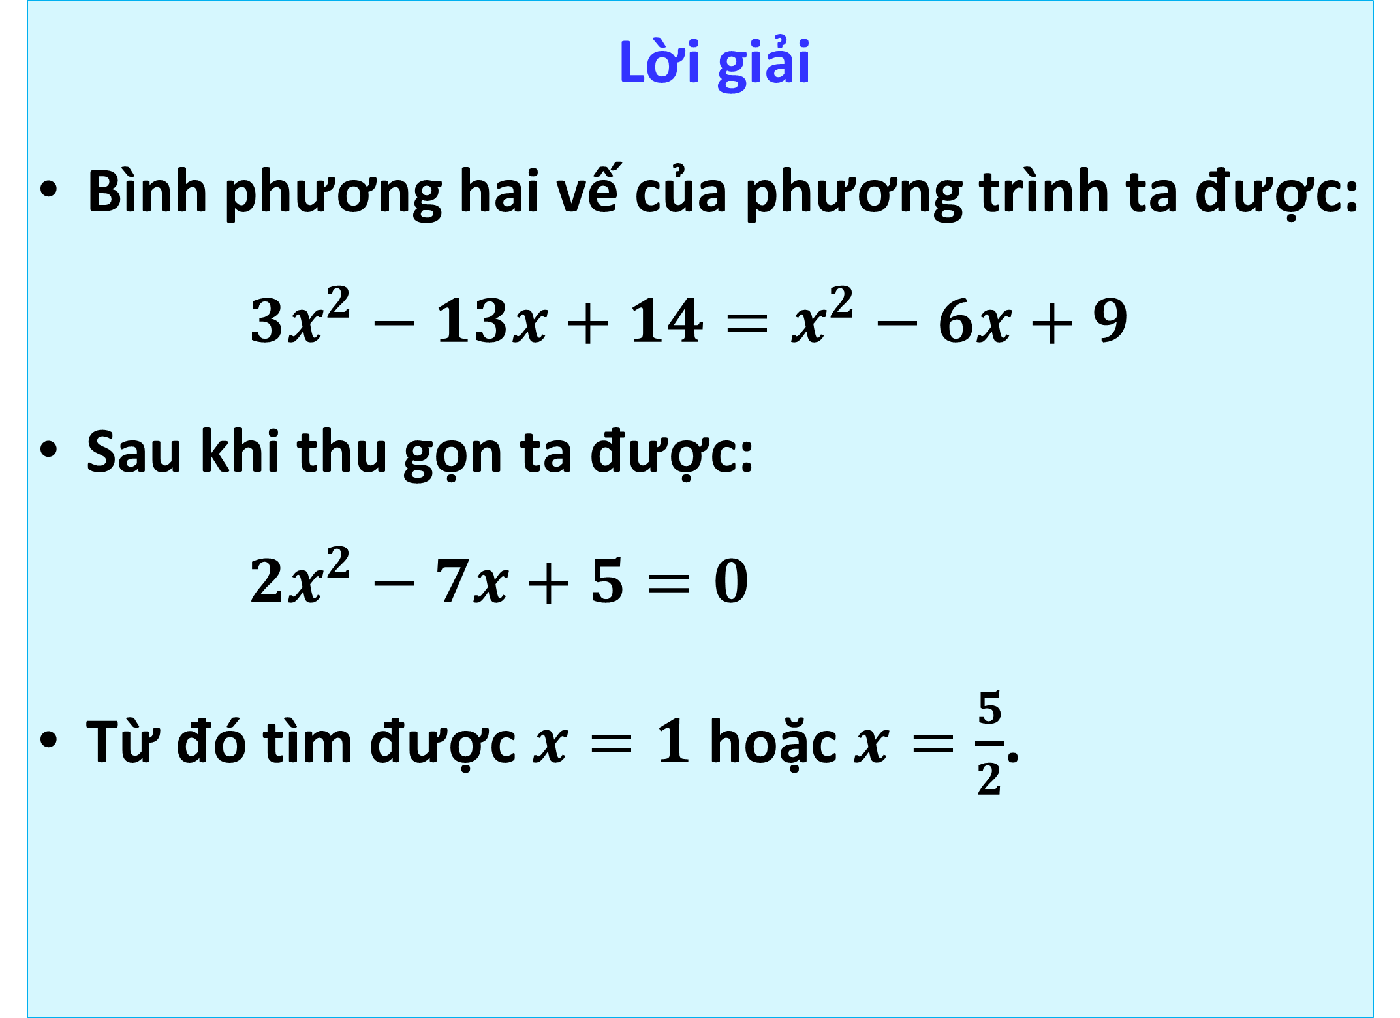 Lời giải
• Bình phương hai vế của phương trình ta được:
3x² − 13x + 14 = x² − 6x + 9
• Sau khi thu gọn ta được:
2x² − 7x + 5 = 0
• Từ đó tìm được x = 1 hoặc x = 5/2.